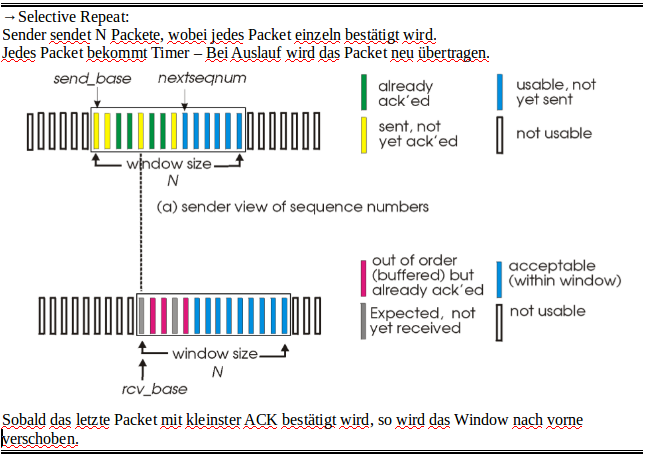 →Selective Repeat:
Sender sendet N Packete, wobei jedes Packet einzeln bestätigt wird.
Jedes Packet bekommt Timer – Bei Auslauf wird das Packet neu übertragen.
send_base nextseqnum
already ack'ed
usable, not yet sent
sent, not yet ack'ed
not usable
window size
N
(a) sender view of sequence numbers
out of order (buffered) but already ack'ed
acceptable (within window)
Expected, not yet received
not usable
window size
N
rcv_base
Sobald das letzte Packet mit kleinster ACK bestätigt wird, so wird das Window nach vorne
verschoben.